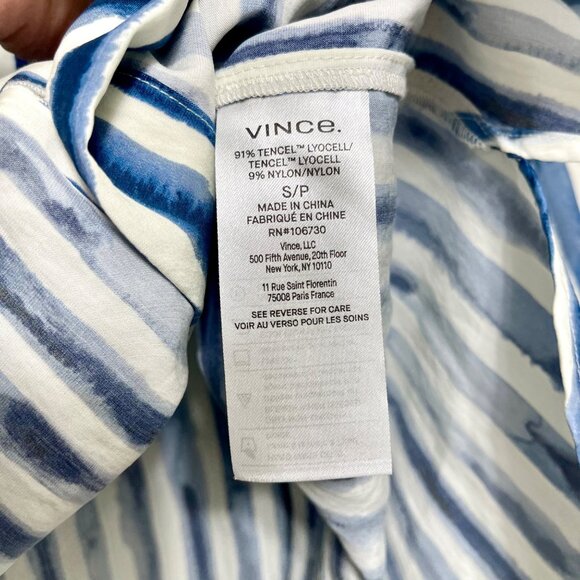 VINCE.
91% TENCEL™ LYOCELL/
TENCEL™ LYOCELL
9% NYLON/NYLON
S/P
MADE IN CHINA
FABRIQUÉ EN CHINE
RN#106730
Vince, LLC
500 Fifth Avenue, 20th Floor
New York, NY 10110
11 Rue Saint Florentin
75008 Paris France
SEE REVERSE FOR CARE
VOIR AU VERSO POUR LES SOINS